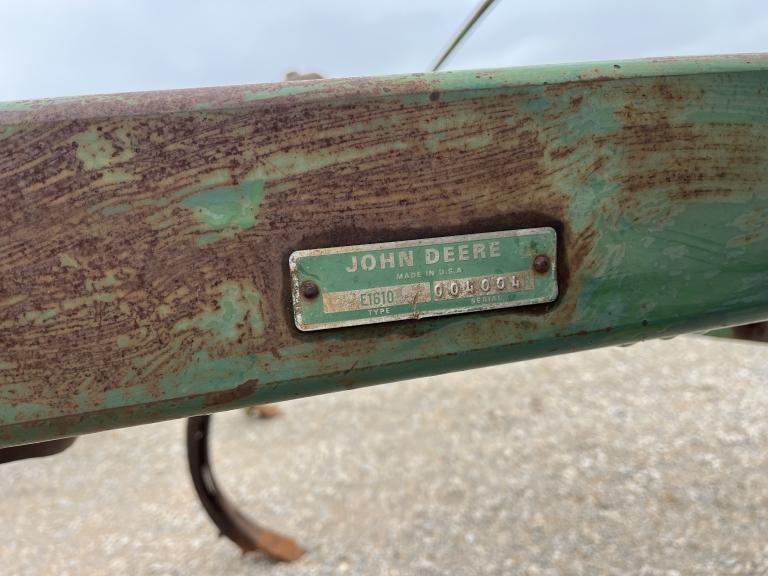 JOHN DEERE
MADE IN U.S.A
E1610 004004
TYPE SERIAL